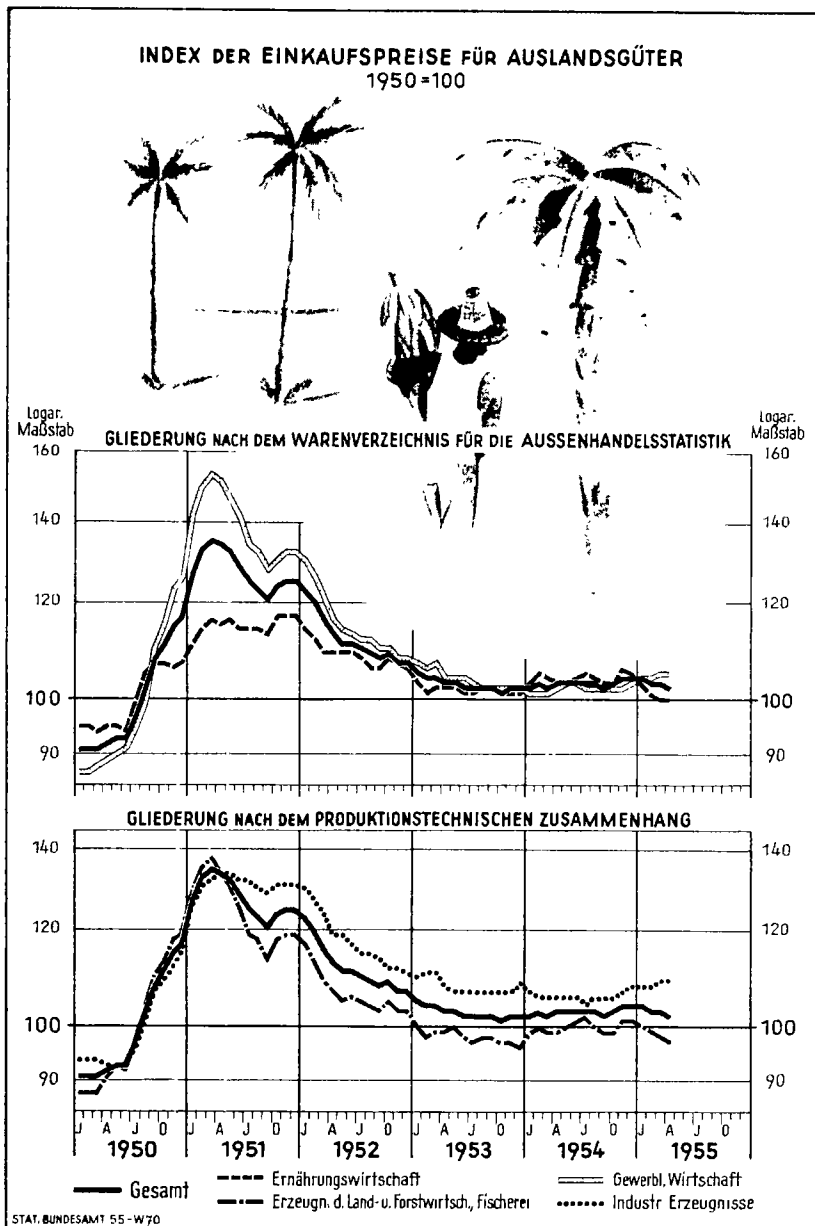 INDEX DER EINKAUFSPREISE FÜR AUSLANDSGÜTER
1950=100
Logar. Maßstab
Logar. Maßstab
GLIEDERUNG NACH DEM WARENVERZEICHNIS FÜR DIE AUSSENHANDELSSTATISTIK
160 160
140 140
120 120
100 100
90 90
GLIEDERUNG NACH DEM PRODUKTIONSTECHNISCHEN ZUSAMMENHANG
140 140
120 120
100 100
90 90
J A J O J A J O J A J O J A J O J A J O J A J O
1950 1951 1952 1953 1954 1955
Gesamt
Ernährungswirtschaft
Gewerbl. Wirtschaft
Erzeugn. d. Land- u. Forstwirtsch., Fischerei
Industr. Erzeugnisse
STAT. BUNDESAMT 55-W70